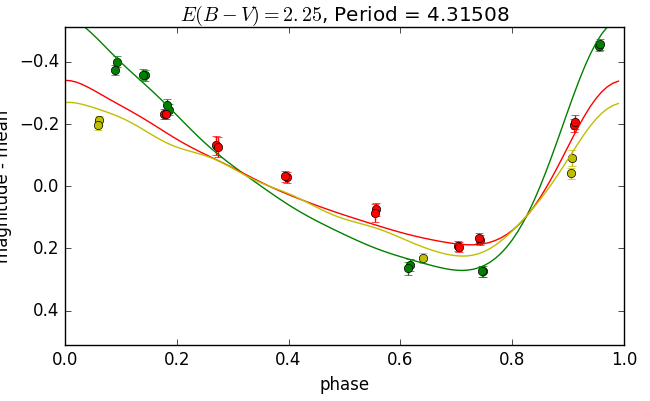 E(B − V) = 2.25, Period = 4.31508
−0.4
−0.2
0.0
0.2
0.4
magnitude - mean
0.0 0.2 0.4 0.6 0.8 1.0
phase